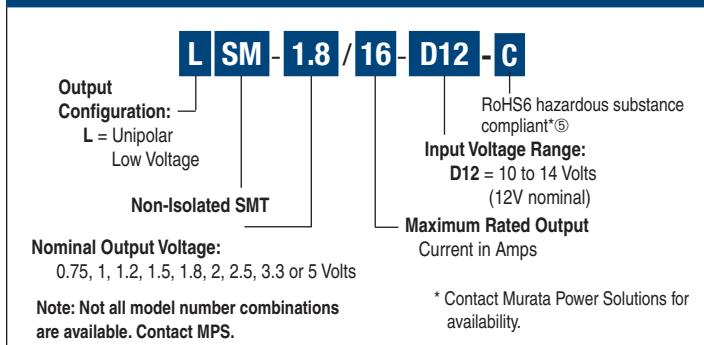 L SM - 1.8 / 16 - D12 - C
Output
Configuration:
L = Unipolar
Low Voltage
Non-Isolated SMT
Nominal Output Voltage:
0.75, 1, 1.2, 1.5, 1.8, 2, 2.5, 3.3 or 5 Volts
Note: Not all model number combinations
are available. Contact MPS.
RoHS6 hazardous substance
compliant*⑤
Input Voltage Range:
D12 = 10 to 14 Volts
(12V nominal)
Maximum Rated Output
Current in Amps
* Contact Murata Power Solutions for
availability.